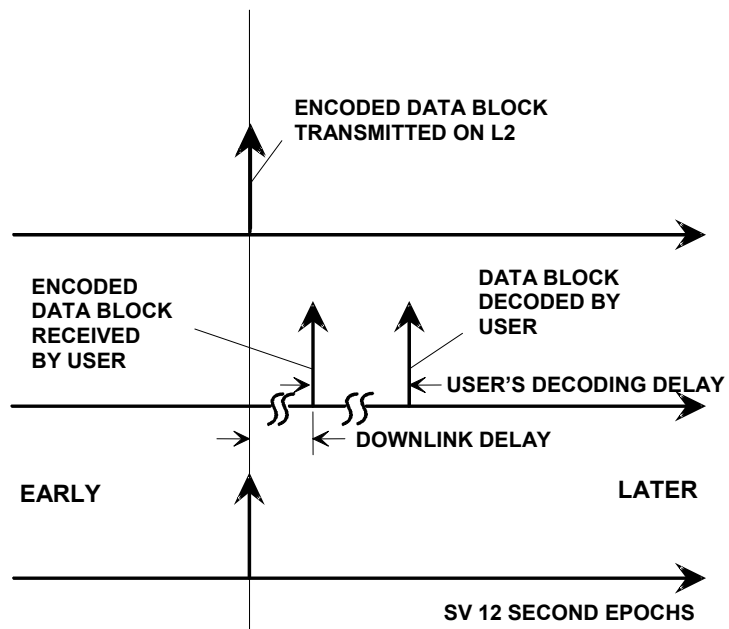 ENCODED DATA BLOCK
TRANSMITTED ON L2
ENCODED
DATA BLOCK
RECEIVED
BY USER
DATA BLOCK
DECODED BY
USER
USER'S DECODING DELAY
DOWNLINK DELAY
EARLY
LATER
SV 12 SECOND EPOCHS